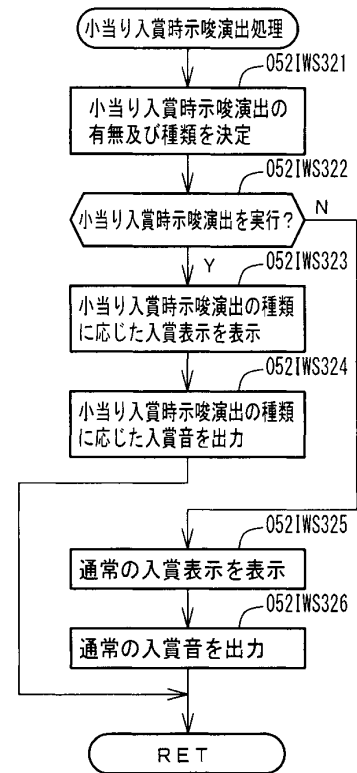 小当り入賞時示唆演出処理
052IWS321
小当り入賞時示唆演出の
有無及び種類を決定
052IWS322
小当り入賞時示唆演出を実行?
N
Y
052IWS323
小当り入賞時示唆演出の種類
に応じた入賞表示を表示
052IWS324
小当り入賞時示唆演出の種類
に応じた入賞音を出力
052IWS325
通常の入賞表示を表示
052IWS326
通常の入賞音を出力
RET